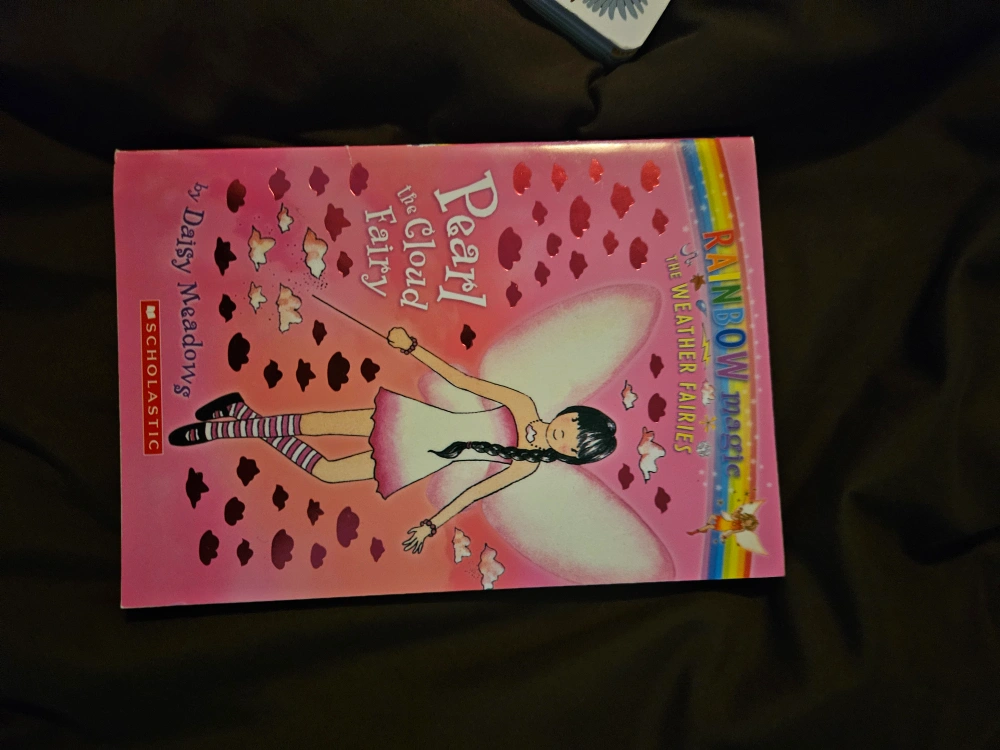 RAINBOW magic
THE WEATHER FAIRIES
Pearl
the Cloud
Fairy
by Daisy Meadows
SCHOLASTIC